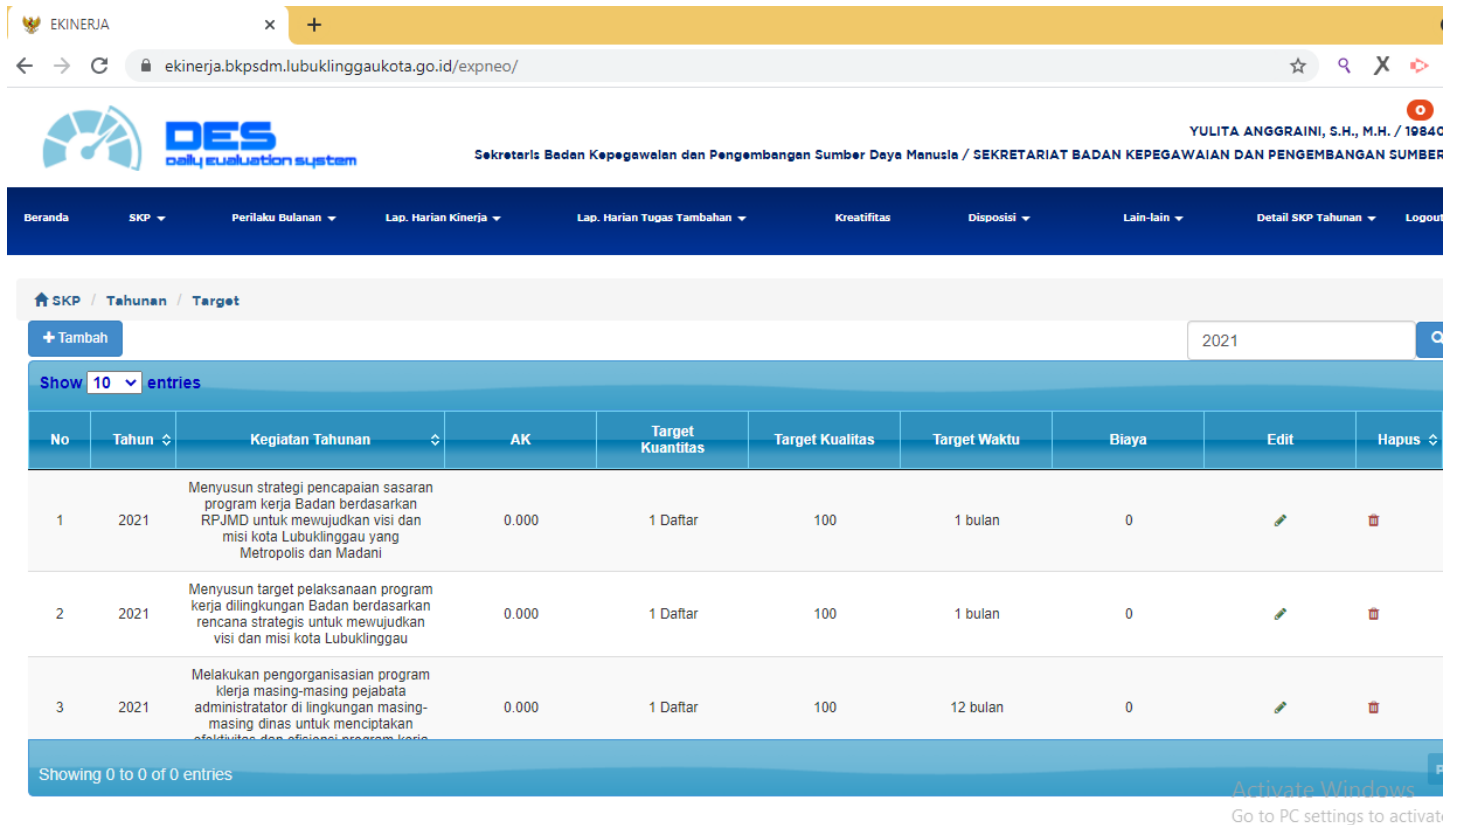 EKINERJA
ekinerja.bkpsdm.lubuklinggaukota.go.id/expneo/
DES
Daily Evaluation System
YULITA ANGGRAINI, S.H., M.H. / 19840
Sekretaris Badan Kepegawaian dan Pengembangan Sumber Daya Manusia / SEKRETARIAT BADAN KEPEGAWAIAN DAN PENGEMBANGAN SUMBER
Beranda SKP Perilaku Bulanan Lap. Harian Kinerja Lap. Harian Tugas Tambahan Kreatifitas Disposisi Lain-lain Detail SKP Tahunan Logout
SKP / Tahunan / Target
Tambah
2021
Show 10 entries
No Tahun Kegiatan Tahunan AK Target Kuantitas Target Kualitas Target Waktu Biaya Edit Hapus
Menyusun strategi pencapaian sasaran
program kerja Badan berdasarkan
1 2021 RPJMD untuk mewujudkan visi dan 0.000 1 Daftar 100 1 bulan 0
misi kota Lubuklinggau yang
Metropolis dan Madani
Menyusun target pelaksanaan program
kerja dilingkungan Badan berdasarkan
2 2021 rencana strategis untuk mewujudkan 0.000 1 Daftar 100 1 bulan 0
visi dan misi kota Lubuklinggau
Melakukan pengorganisasian program
klerja masing-masing pejabata
3 2021 administratator di lingkungan masing- 0.000 1 Daftar 100 12 bulan 0
masing dinas untuk menciptakan
efektivitas dan efisiensi program kerja
Showing 0 to 0 of 0 entries
Activate Windows
Go to PC settings to activate